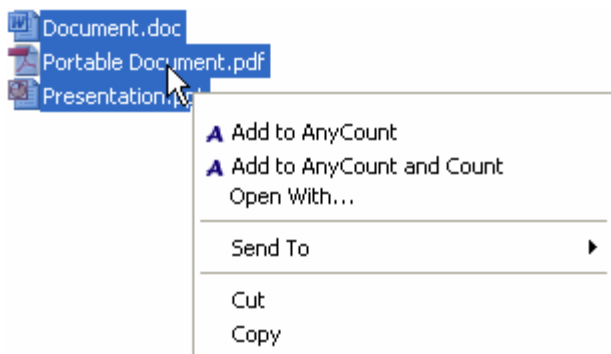 Document.doc
Portable Document.pdf
Presentation.
Add to AnyCount
Add to AnyCount and Count
Open With...
Send To
Cut
Copy